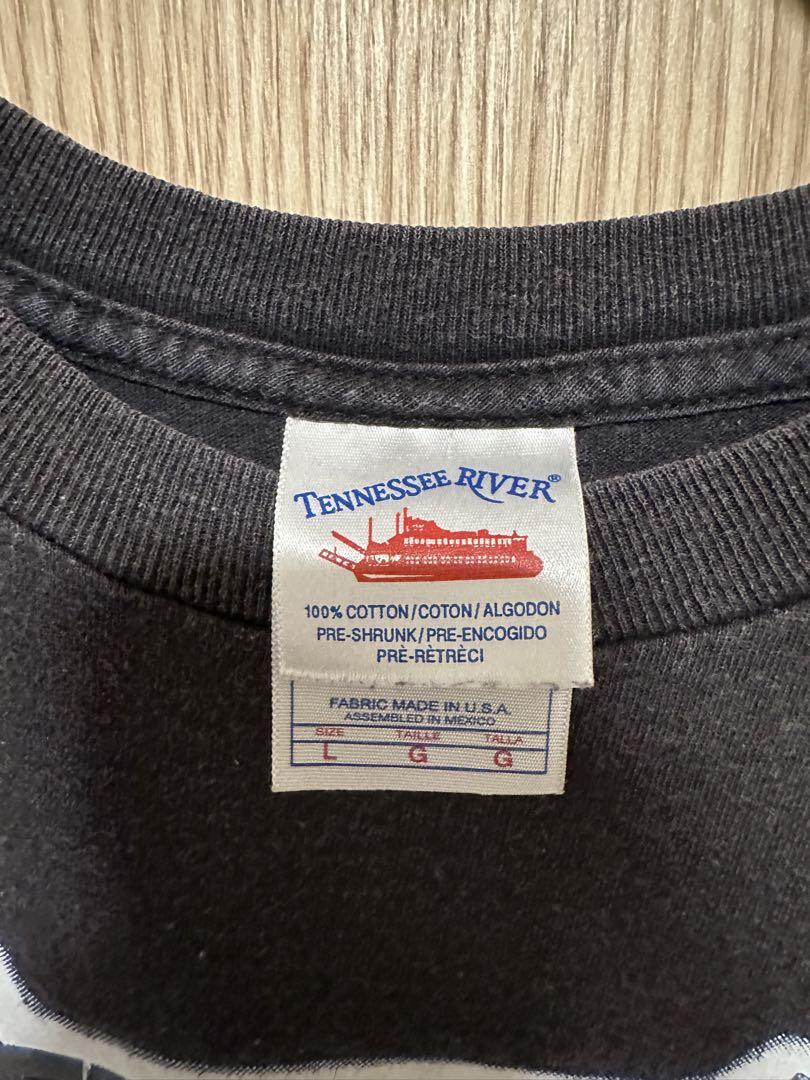 TENNESSEE RIVER®
100% COTTON/COTON/ALGODON
PRE-SHRUNK/PRE-ENCOGIDO
PRÈ-RÈTRÈCI
FABRIC MADE IN U.S.A.
ASSEMBLED IN MEXICO
SIZE TAILLE TALLA
L G G